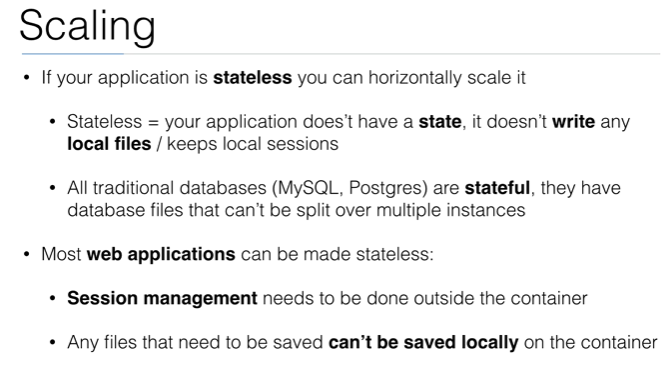 Scaling
• If your application is stateless you can horizontally scale it
• Stateless = your application does't have a state, it doesn't write any
local files / keeps local sessions
• All traditional databases (MySQL, Postgres) are stateful, they have
database files that can't be split over multiple instances
• Most web applications can be made stateless:
• Session management needs to be done outside the container
• Any files that need to be saved can't be saved locally on the container